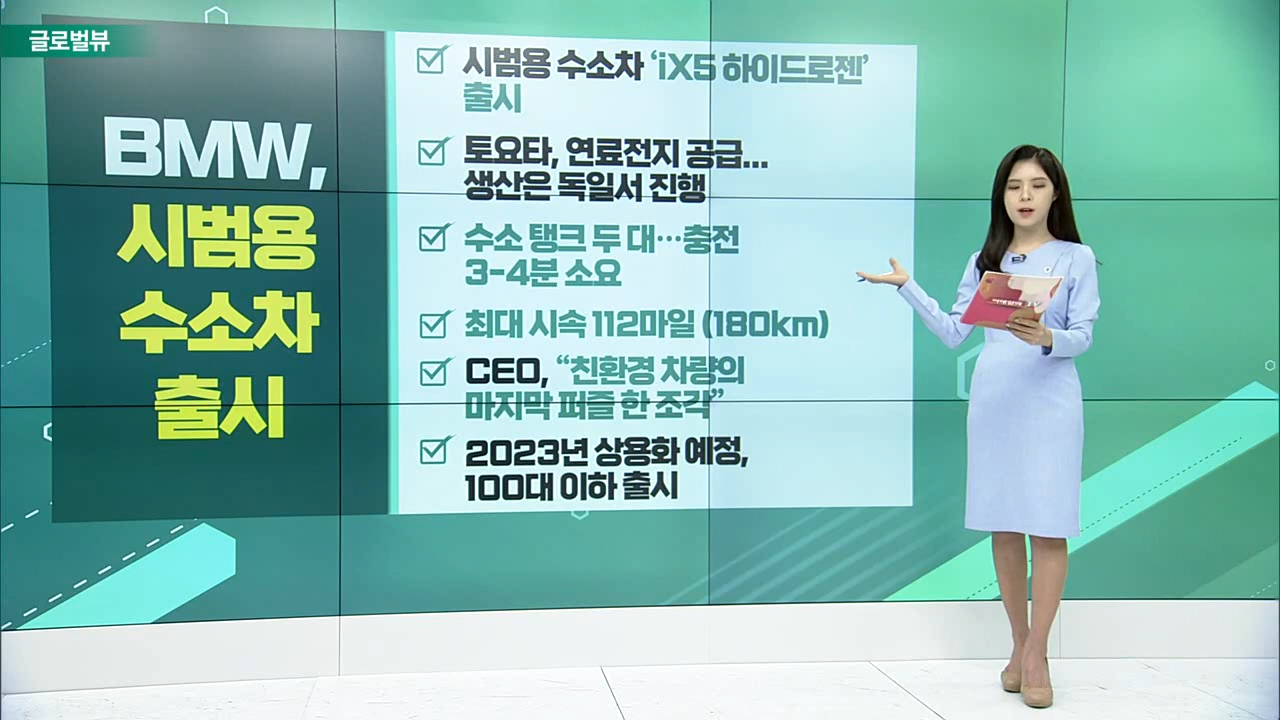 글로벌뷰
BMW,
시범용
수소차
출시
시범용 수소차 ‘iX5 하이드로젠’
출시
토요타, 연료전지 공급...
생산은 독일서 진행
수소 탱크 두 대…충전
3-4분 소요
최대 시속 112마일 (180km)
CEO, “친환경 차량의
마지막 퍼즐 한 조각”
2023년 상용화 예정,
100대 이하 출시